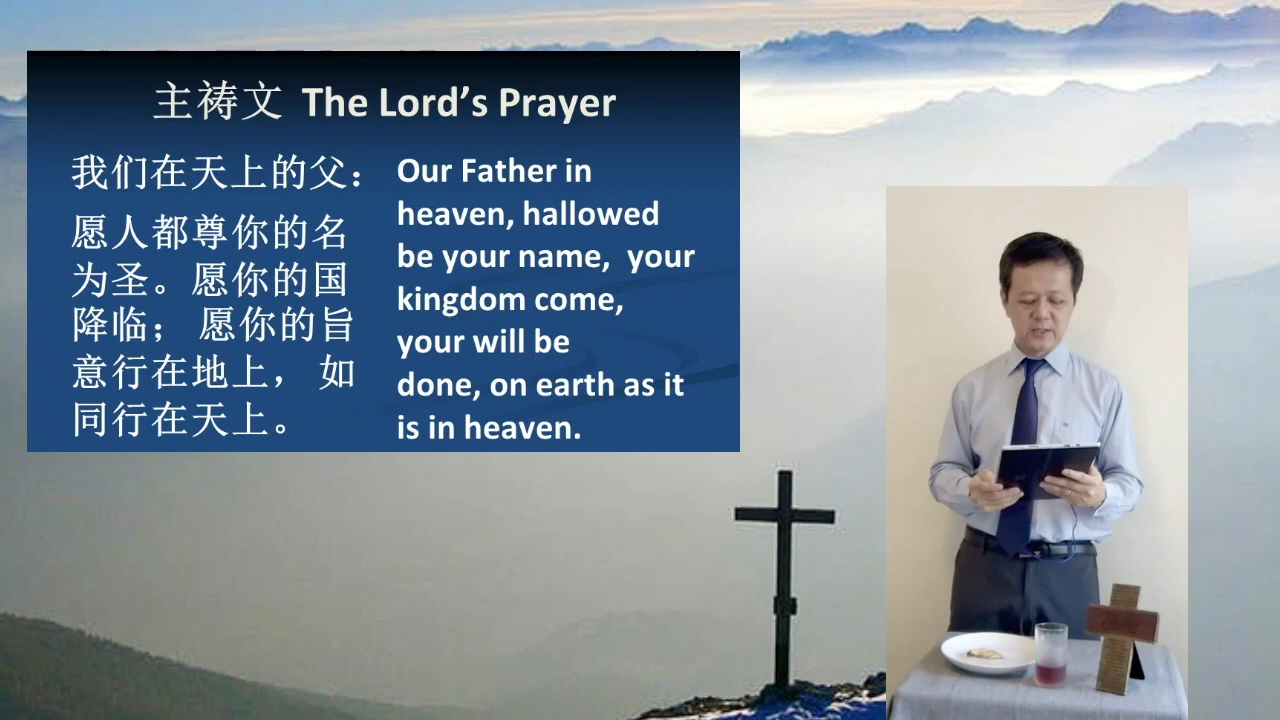 主祷文 The Lord’s Prayer
我们在天上的父：
愿人都尊你的名
为圣。愿你的国
降临； 愿你的旨
意行在地上， 如
同行在天上。
Our Father in
heaven, hallowed
be your name,  your
kingdom come,
your will be
done, on earth as it
is in heaven.